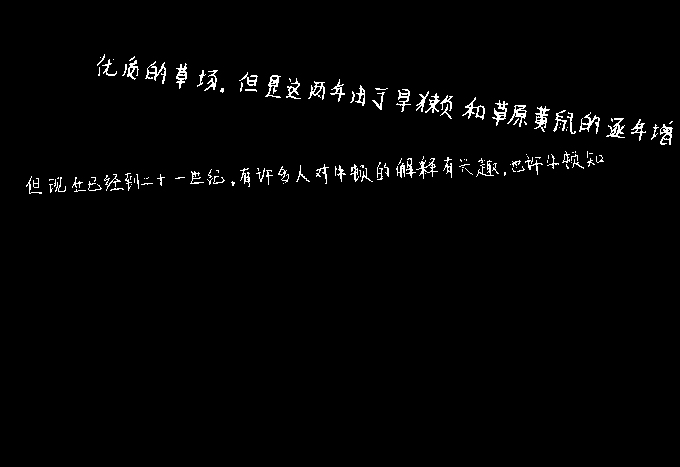 优质的草场。但是这两年由于旱獭和草原黄鼠的逐年增
但现在已经到二十一世纪，有许多人对牛顿的解释有兴趣，也许牛顿知